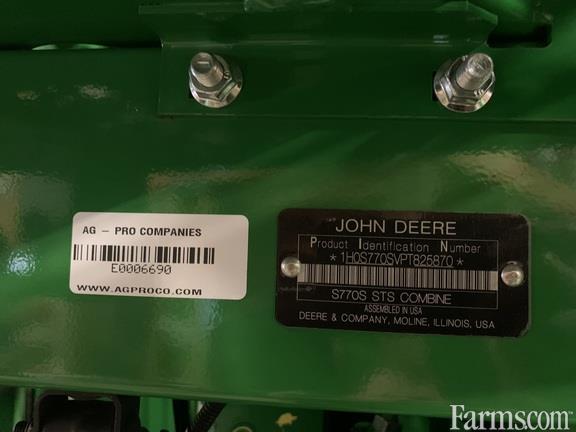 AG - PRO COMPANIES
E0006690
WWW.AGPROCO.COM
JOHN DEERE
Product Identification Number
*1H0S770SVPT825870*
S770S STS COMBINE
ASSEMBLED IN USA
DEERE & COMPANY, MOLINE, ILLINOIS, USA
Farms.com